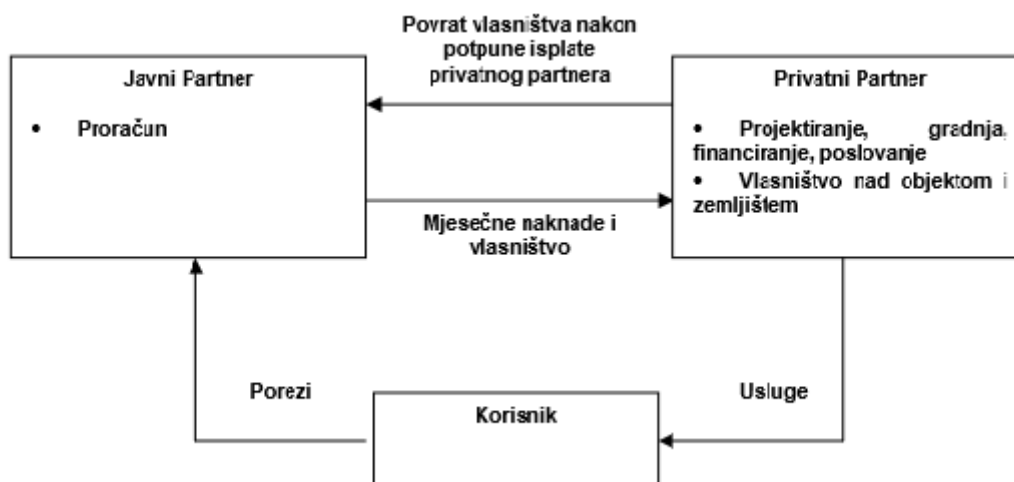 Povrat vlasništva nakon
potpune isplate
privatnog partnera
Javni Partner
• Proračun
Privatni Partner
• Projektiranje, gradnja,
financiranje, poslovanje
• Vlasništvo nad objektom i
zemljištem
Mjesečne naknade i
vlasništvo
Porezi
Usluge
Korisnik